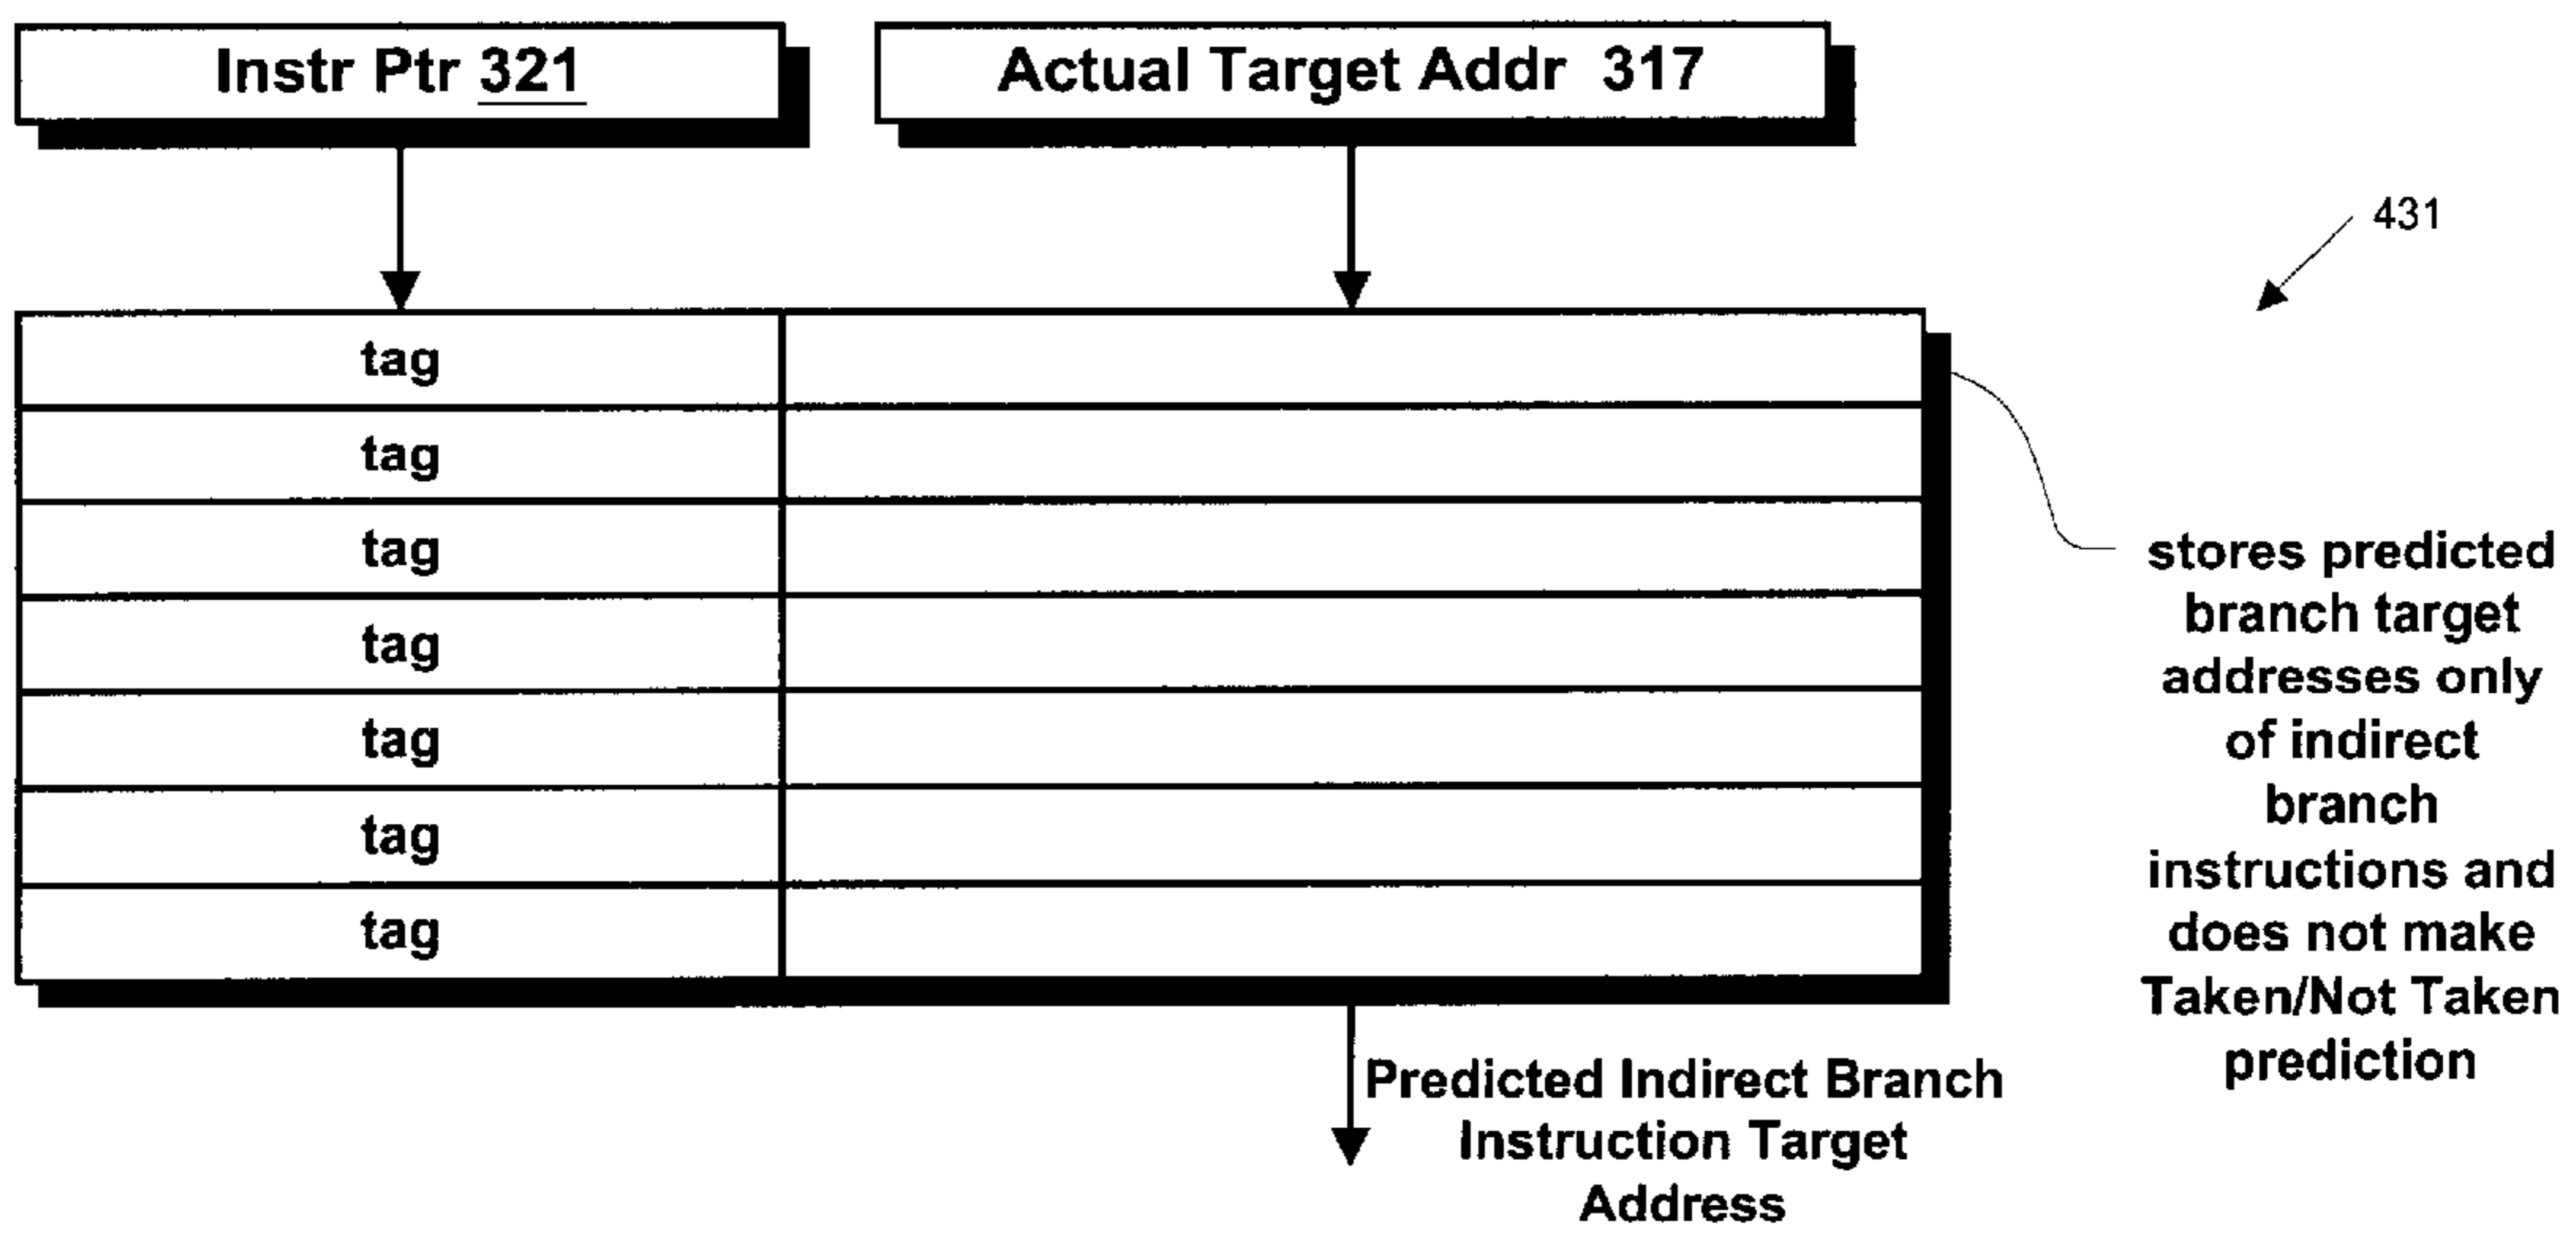 Instr Ptr 321
Actual Target Addr 317
431
tag
tag
tag
tag
tag
tag
tag
stores predicted
branch target
addresses only
of indirect
branch
instructions and
does not make
Taken/Not Taken
prediction
Predicted Indirect Branch
Instruction Target
Address